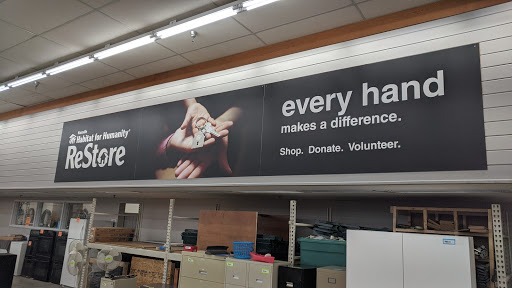 Habitat for Humanity®
ReStore
every hand
makes a difference.
Shop. Donate. Volunteer.